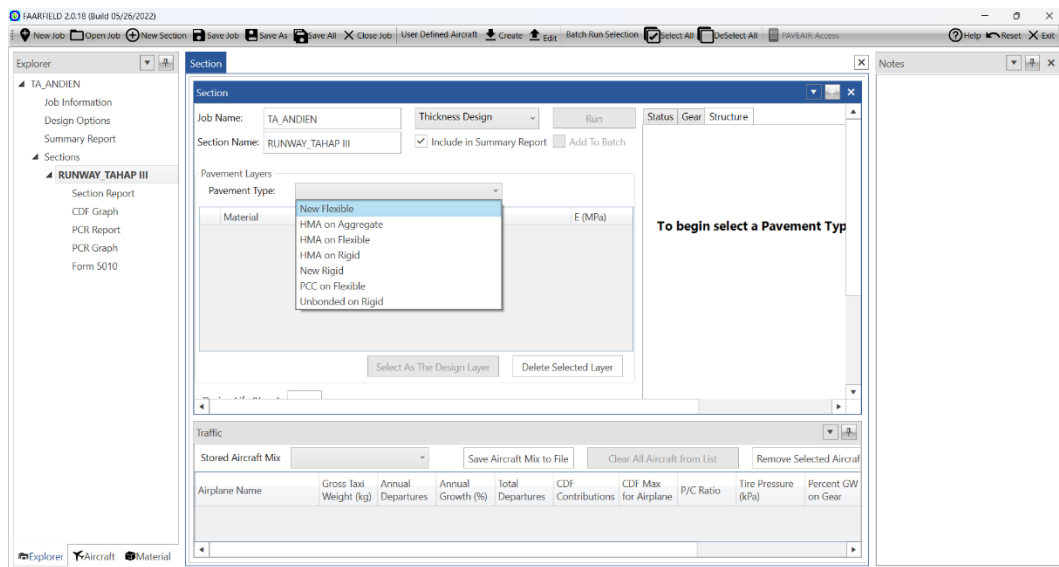 FAARFIELD 2.0.18 (Build 05/26/2022)
New Job Open Job New Section Save Job Save As Save All Close Job User Defined Aircraft Create Edit Batch Run Selection Select All DeSelect All PAVEAIR Access Help Reset Exit
Explorer
TA_ANDIEN
Job Information
Design Options
Summary Report
Sections
RUNWAY_TAHAP III
Section Report
CDF Graph
PCR Report
PCR Graph
Form 5010
Explorer Aircraft Material
Section
Section
Job Name: TA_ANDIEN Thickness Design Run
Section Name: RUNWAY_TAHAP III Include in Summary Report Add To Batch
Pavement Layers
Pavement Type:
Material E (MPa)
New Flexible
HMA on Aggregate
HMA on Flexible
HMA on Rigid
New Rigid
PCC on Flexible
Unbonded on Rigid
Select As The Design Layer Delete Selected Layer
Status Gear Structure
To begin select a Pavement Typ
Traffic
Stored Aircraft Mix Save Aircraft Mix to File Clear All Aircraft from List Remove Selected Aircraf
Airplane Name
Gross Taxi Weight (kg)
Annual Departures
Annual Growth (%)
Total Departures
CDF Contributions
CDF Max for Airplane
P/C Ratio
Tire Pressure (kPa)
Percent GW on Gear
Notes